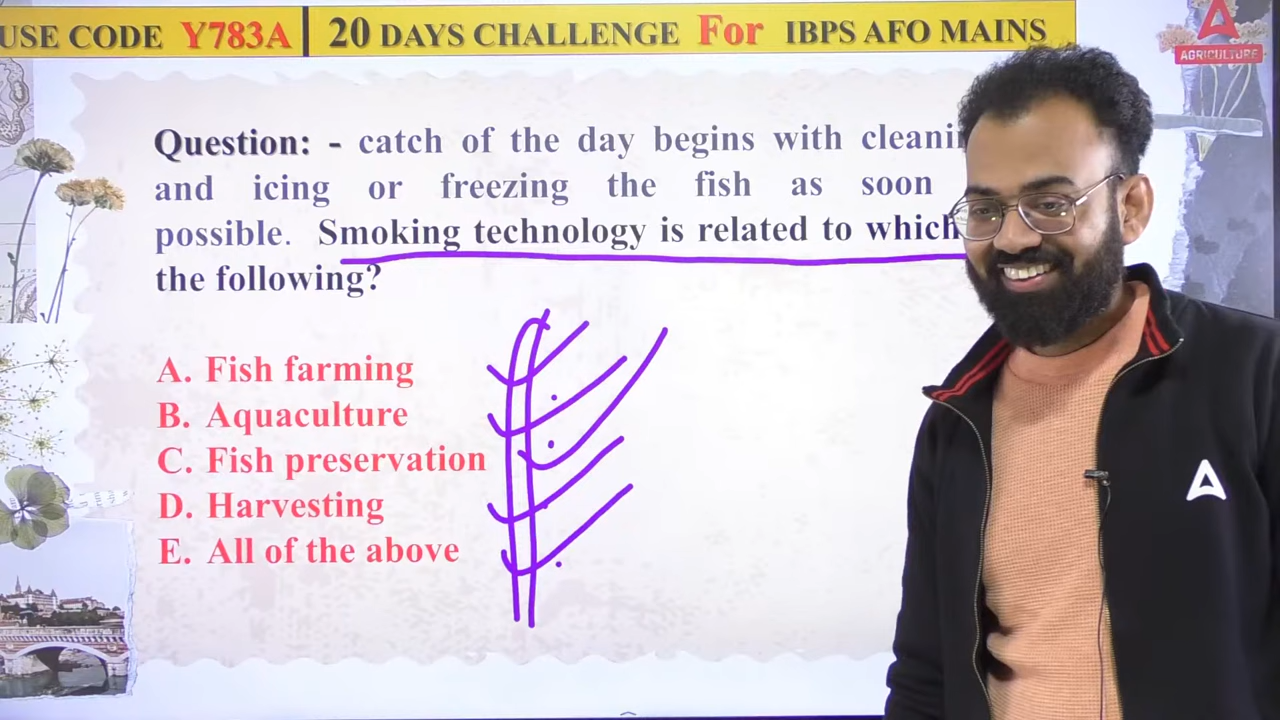 USE CODE Y783A 20 DAYS CHALLENGE For IBPS AFO MAINS
AGRICULTURE
Question: - catch of the day begins with
and icing or freezing the fish as soon
possible. Smoking technology is related to which
the following?
A. Fish farming
B. Aquaculture
C. Fish preservation
D. Harvesting
E. All of the above